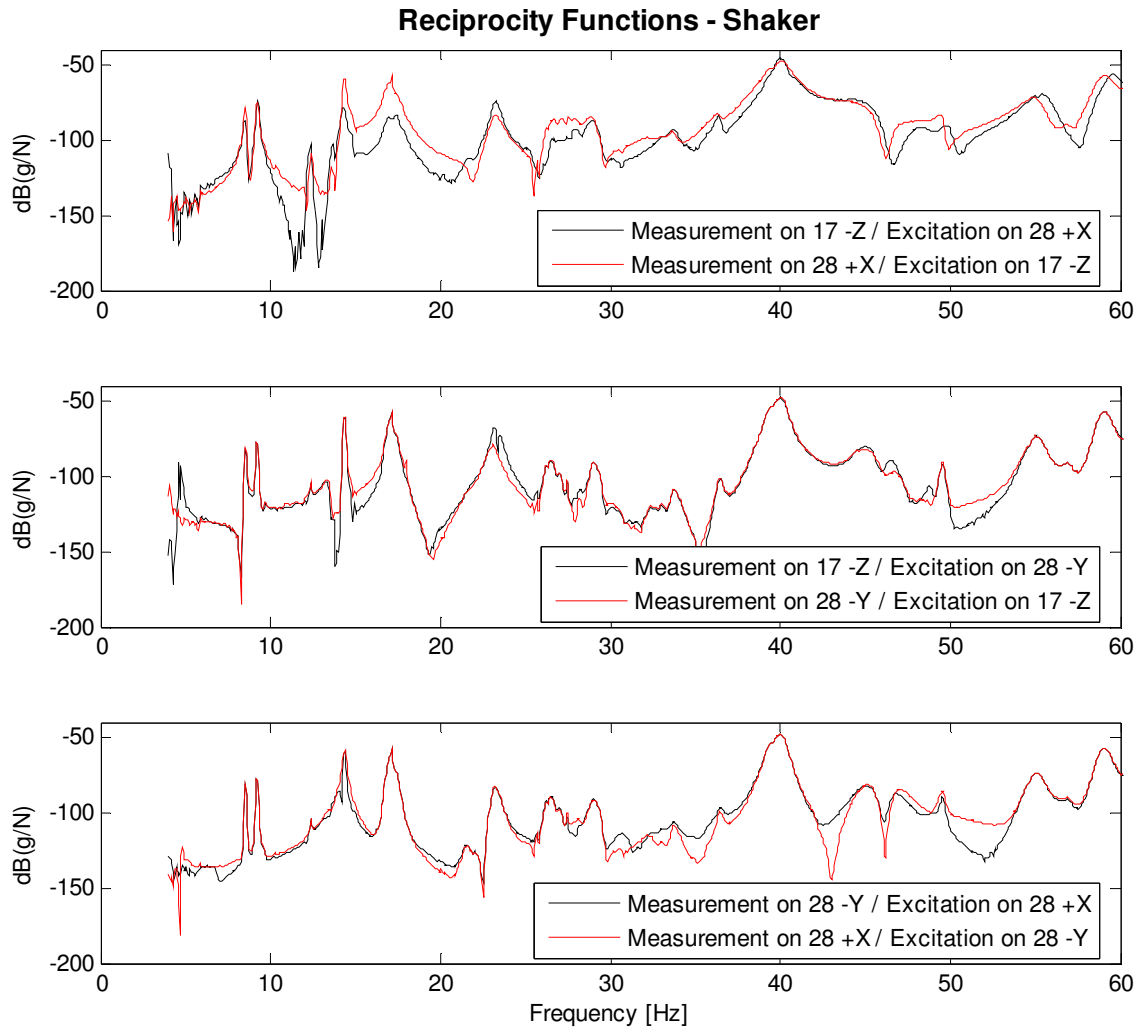 Reciprocity Functions - Shaker
-50
-100
-150
-200
dB(g/N)
Measurement on 17 -Z / Excitation on 28 +X
Measurement on 28 +X / Excitation on 17 -Z
0 10 20 30 40 50 60
-50
-100
-150
-200
dB(g/N)
Measurement on 17 -Z / Excitation on 28 -Y
Measurement on 28 -Y / Excitation on 17 -Z
0 10 20 30 40 50 60
-50
-100
-150
-200
dB(g/N)
Measurement on 28 -Y / Excitation on 28 +X
Measurement on 28 +X / Excitation on 28 -Y
0 10 20 30 40 50 60
Frequency [Hz]